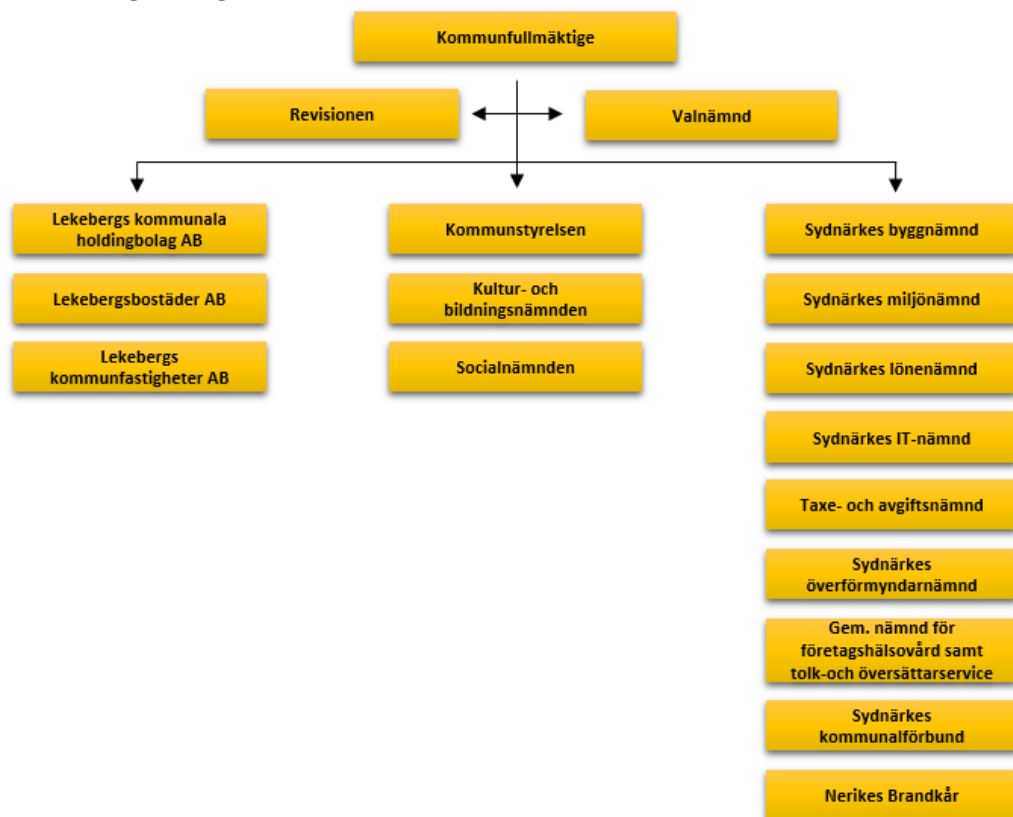 Kommunfullmäktige
Revisionen
Valnämnd
Lekebergs kommunala
holdingbolag AB
Lekebergsbostäder AB
Lekebergs
kommunfastigheter AB
Kommunstyrelsen
Kultur- och
bildningsnämnden
Socialnämnden
Sydnärkes byggnämnd
Sydnärkes miljönämnd
Sydnärkes lönenämnd
Sydnärkes IT-nämnd
Taxe- och avgiftsnämnd
Sydnärkes
överförmyndarnämnd
Gem. nämnd för
företagshälsovård samt
tolk-och översättarservice
Sydnärkes
kommunalförbund
Nerikes Brandkår